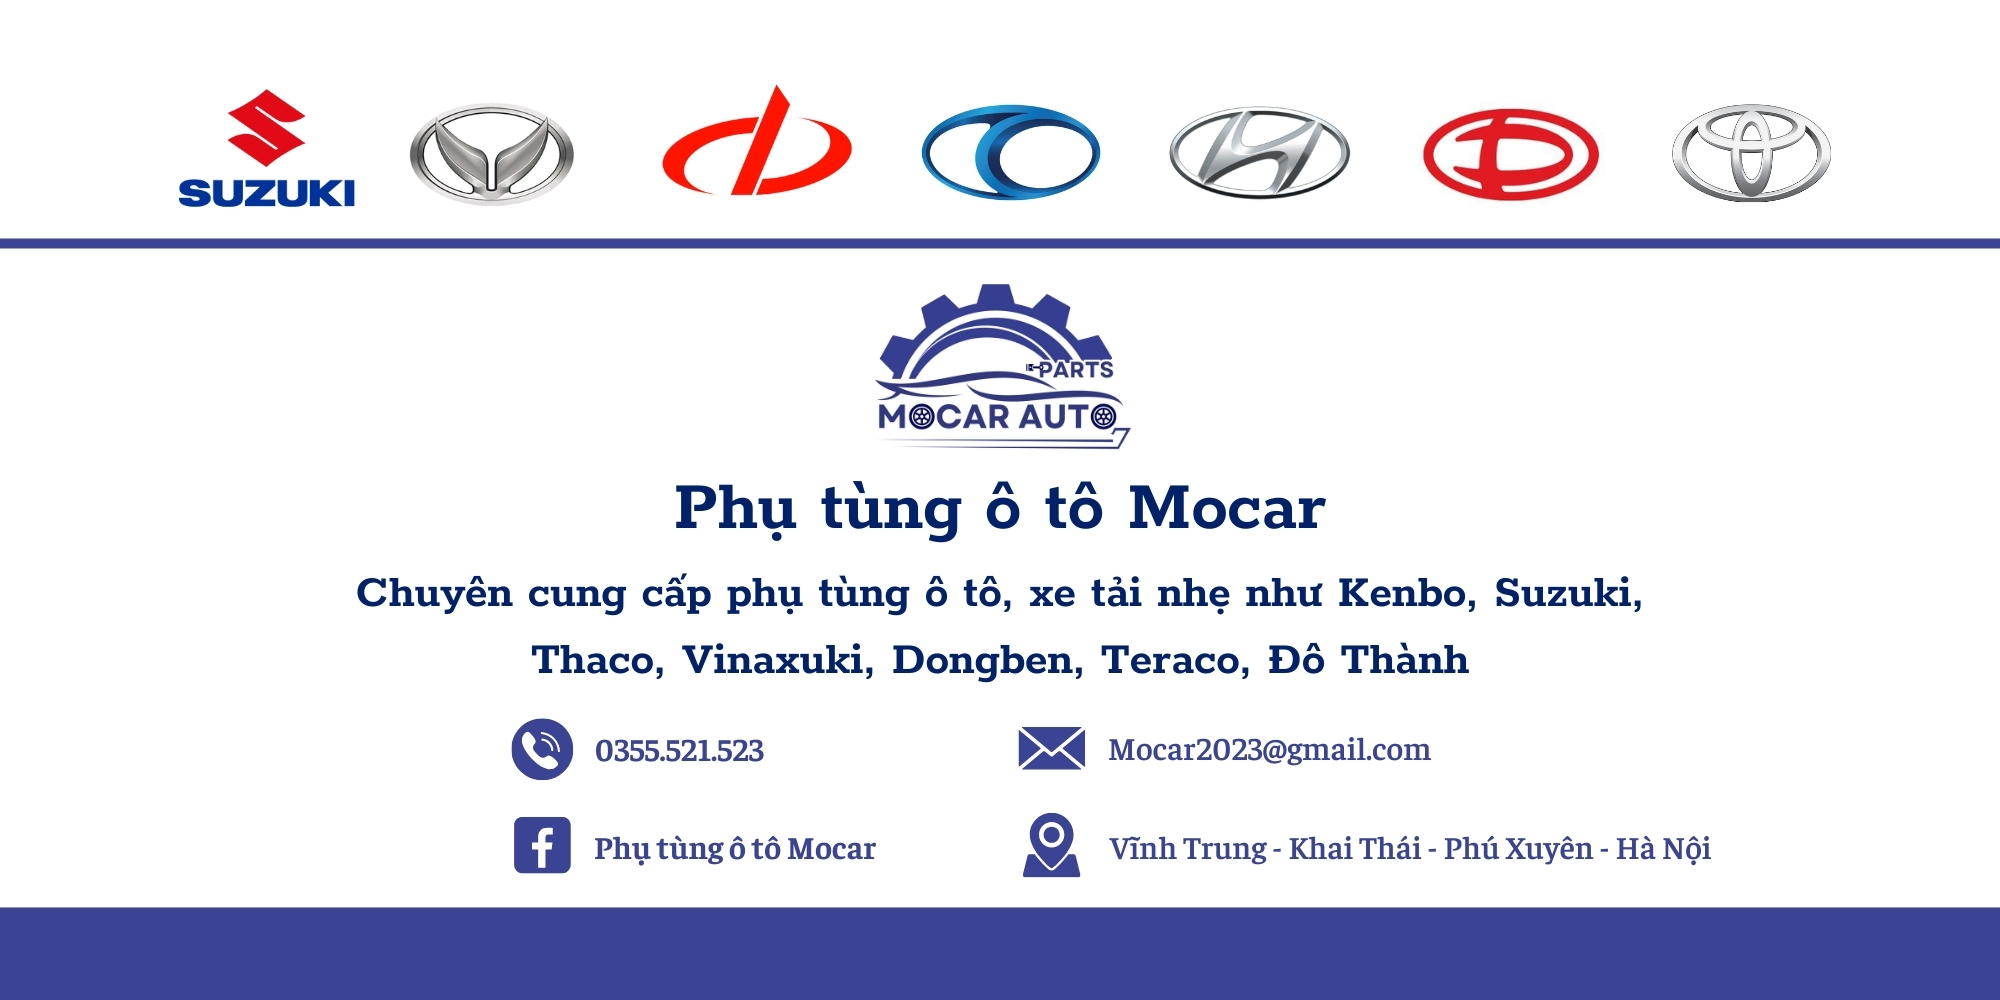 SUZUKI
PARTS
MOCAR AUTO
Phụ tùng ô tô Mocar
Chuyên cung cấp phụ tùng ô tô, xe tải nhẹ như Kenbo, Suzuki,
Thaco, Vinaxuki, Dongben, Teraco, Đô Thành
0355.521.523
Mocar2023@gmail.com
Phụ tùng ô tô Mocar
Vĩnh Trung - Khai Thái - Phú Xuyên - Hà Nội